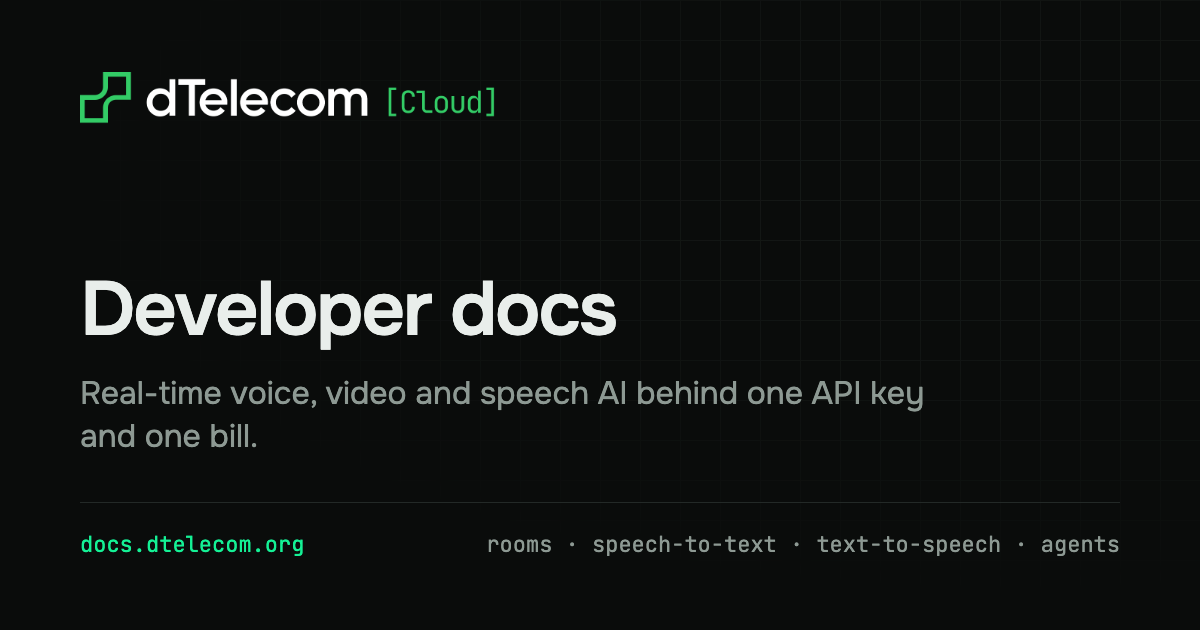 dTelecom [Cloud]
Developer docs
Real-time voice, video and speech AI behind one API key
and one bill.
docs.dtelecom.org
rooms · speech-to-text · text-to-speech · agents